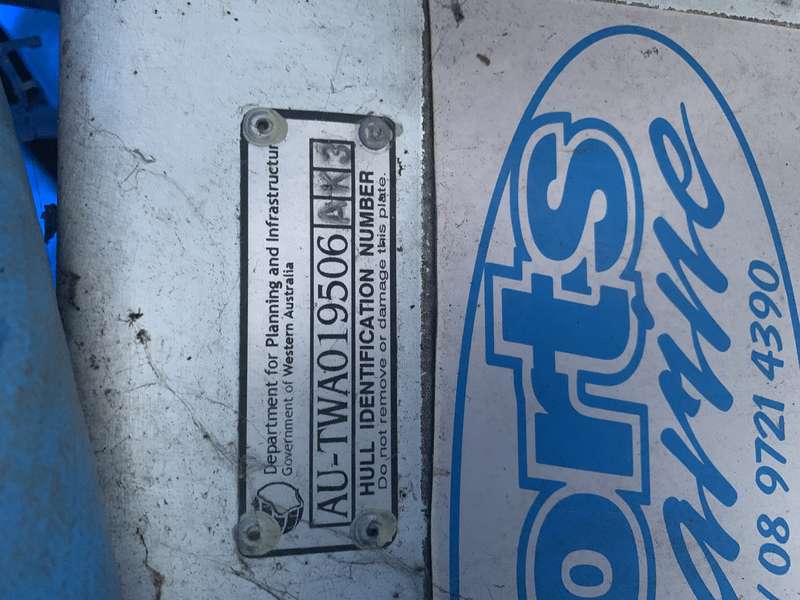 Department for Planning and Infrastructure
Government of Western Australia
AU-TWA019506AK3
HULL IDENTIFICATION NUMBER
Do not remove or damage this plate.
orts
arine
08 9721 4390